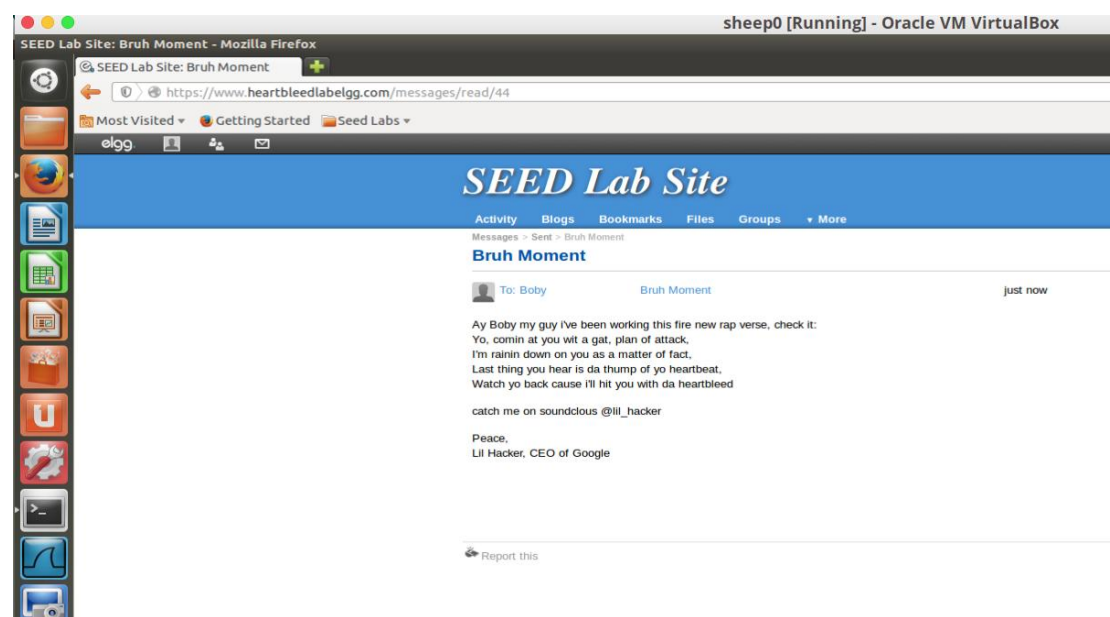 sheep0 [Running] - Oracle VM VirtualBox
SEED Lab Site: Bruh Moment - Mozilla Firefox
SEED Lab Site: Bruh Moment
https://www.heartbleedlabelgg.com/messages/read/44
Most Visited Getting Started Seed Labs
elgg
SEED Lab Site
Activity Blogs Bookmarks Files Groups More
Messages > Sent > Bruh Moment
Bruh Moment
To: Boby Bruh Moment just now
Ay Boby my guy i've been working this fire new rap verse, check it:
Yo, comin at you wit a gat, plan of attack,
I'm rainin down on you as a matter of fact,
Last thing you hear is da thump of yo heartbeat,
Watch yo back cause i'll hit you with da heartbleed
catch me on soundclous @lil_hacker
Peace,
Lil Hacker, CEO of Google
Report this